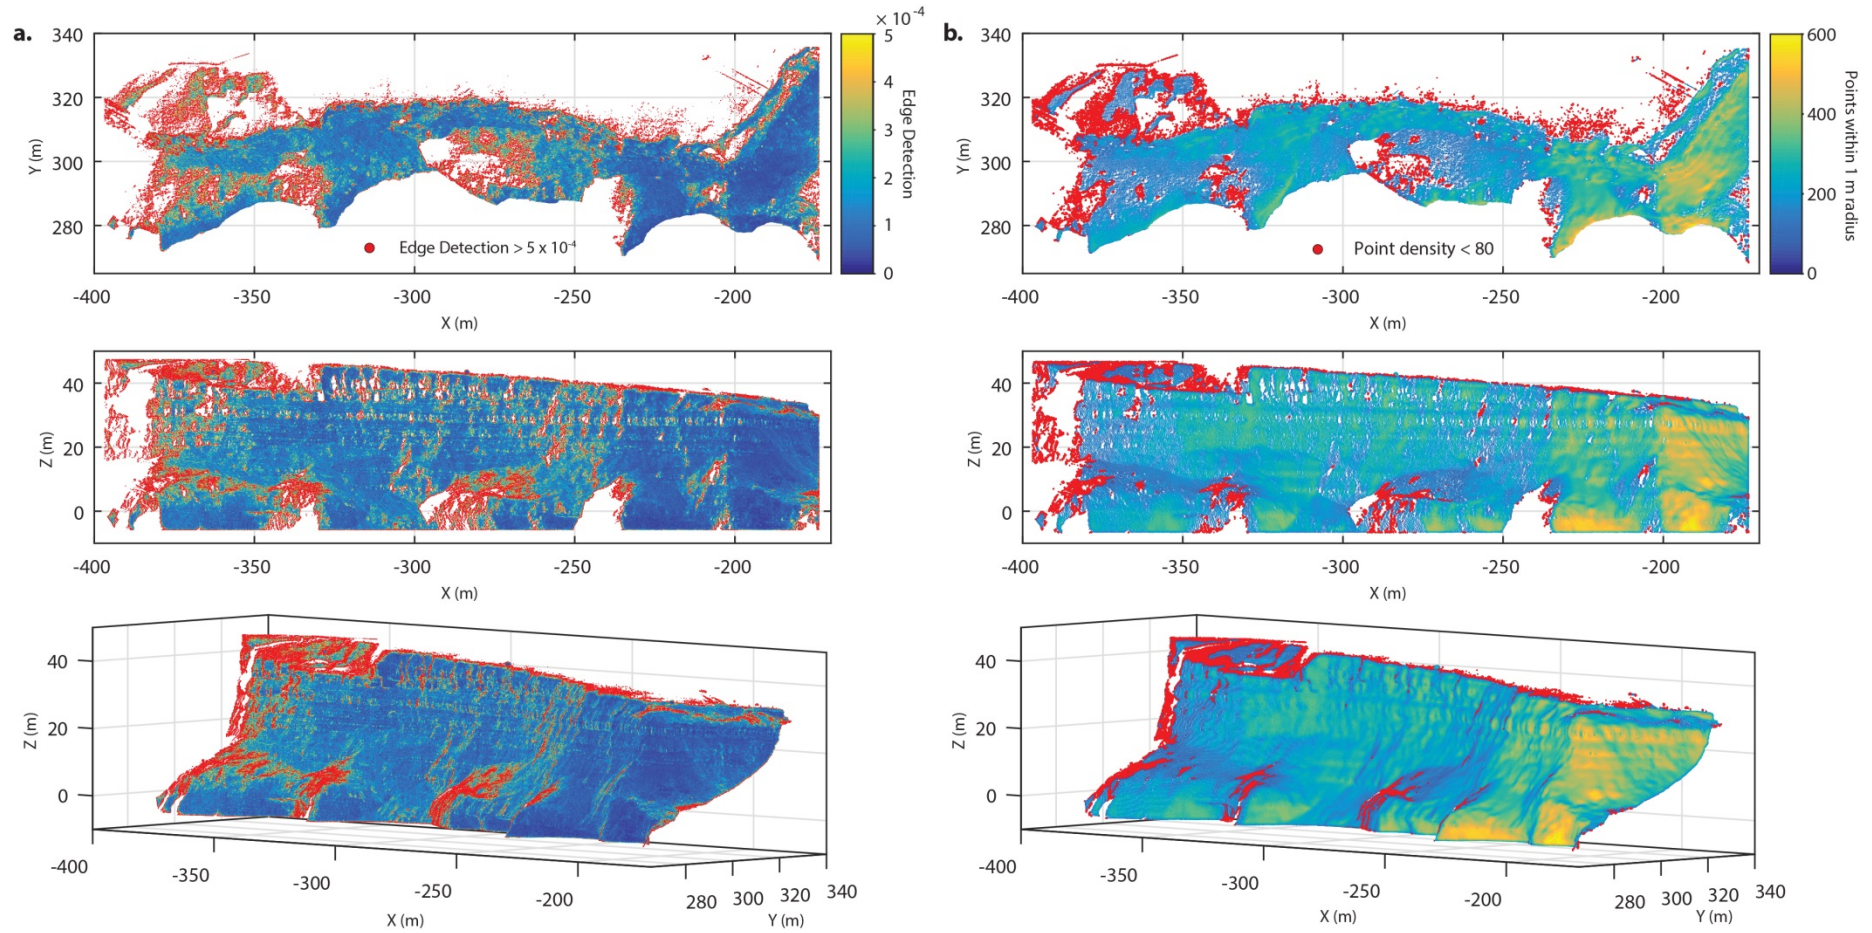 a.
× 10⁻⁴
340
320
300
280
Y (m)
5
4
3
2
1
0
Edge Detection
Edge Detection > 5 x 10⁻⁴
-400 -350 -300 -250 -200
X (m)
40
20
0
Z (m)
-400 -350 -300 -250 -200
X (m)
40
20
0
Z (m)
-400
-350
-300
-250
-200
280 300 320 340
X (m)
Y (m)
b.
340
320
300
280
Y (m)
600
400
200
0
Points within 1 m radius
Point density < 80
-400 -350 -300 -250 -200
X (m)
40
20
0
Z (m)
-400 -350 -300 -250 -200
X (m)
40
20
0
Z (m)
-400
-350
-300
-250
-200
280 300 320 340
X (m)
Y (m)